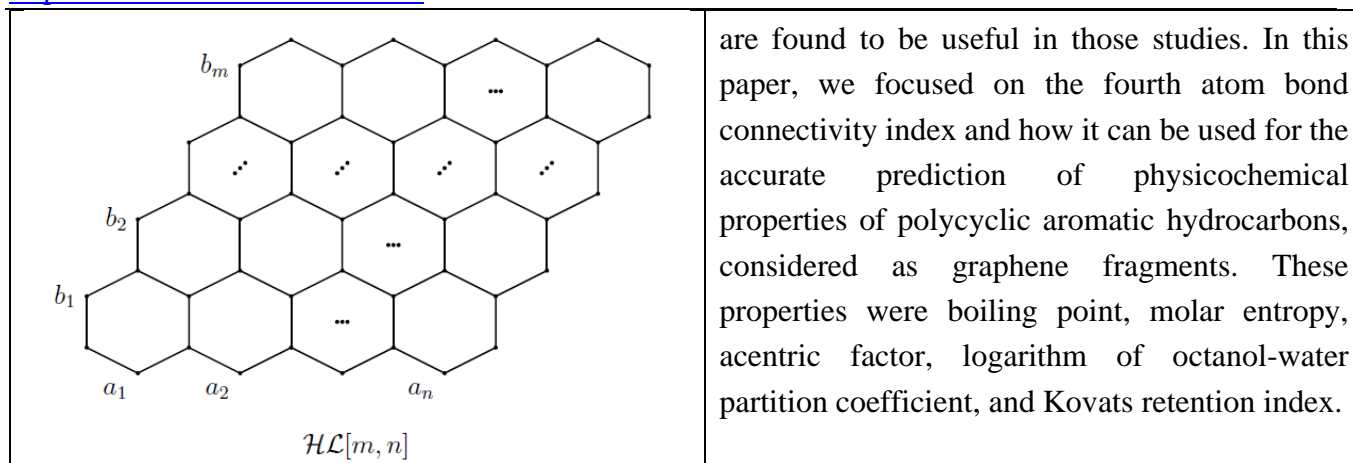 b_m
b_2
b_1
...
...
...
a_1 a_2 a_n
HL[m, n]
are found to be useful in those studies. In this
paper, we focused on the fourth atom bond
connectivity index and how it can be used for the
accurate prediction of physicochemical
properties of polycyclic aromatic hydrocarbons,
considered as graphene fragments. These
properties were boiling point, molar entropy,
acentric factor, logarithm of octanol-water
partition coefficient, and Kovats retention index.